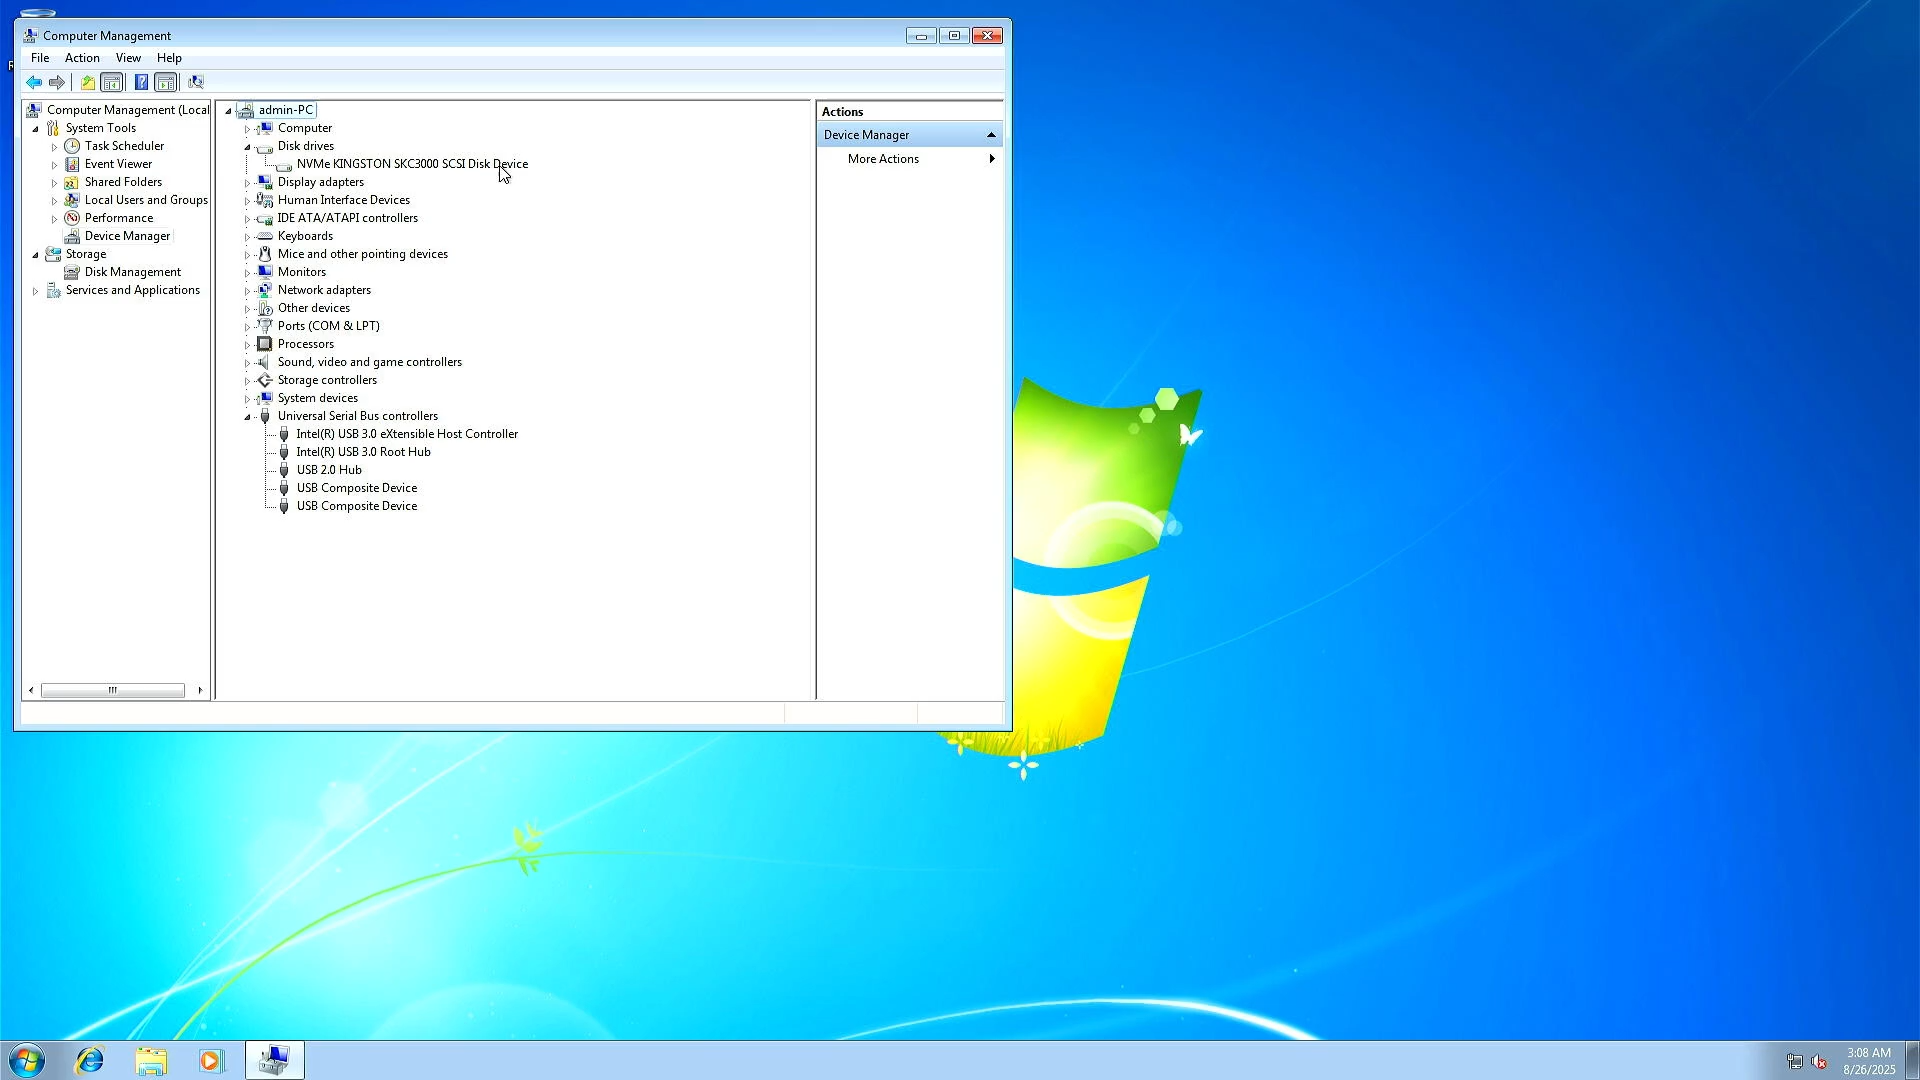 Computer Management
File Action View Help
Computer Management (Local
System Tools
Task Scheduler
Event Viewer
Shared Folders
Local Users and Groups
Performance
Device Manager
Storage
Disk Management
Services and Applications
admin-PC
Computer
Disk drives
NVMe KINGSTON SKC3000 SCSI Disk Device
Display adapters
Human Interface Devices
IDE ATA/ATAPI controllers
Keyboards
Mice and other pointing devices
Monitors
Network adapters
Other devices
Ports (COM & LPT)
Processors
Sound, video and game controllers
Storage controllers
System devices
Universal Serial Bus controllers
Intel(R) USB 3.0 eXtensible Host Controller
Intel(R) USB 3.0 Root Hub
USB 2.0 Hub
USB Composite Device
USB Composite Device
Actions
Device Manager
More Actions
3:08 AM
8/26/2025